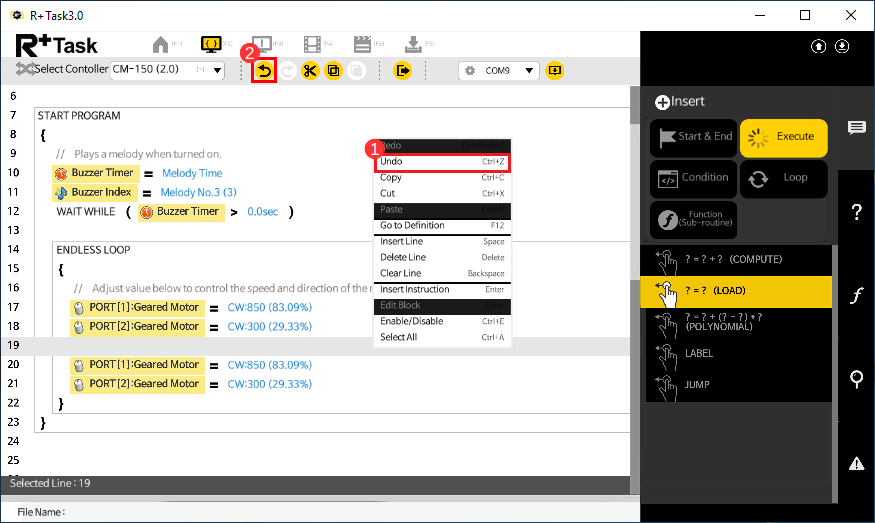 R+ Task3.0
R+Task
(F1)
(F2)
(F3)
(F4)
(F5)
(F6)
2
Select Contoller
CM-150 (2.0)
COM9
6
7 START PROGRAM
8 {
9 // Plays a melody when turned on.
10 Buzzer Timer = Melody Time
11 Buzzer Index = Melody No.3 (3)
12 WAIT WHILE ( Buzzer Timer > 0.0sec )
13
14 ENDLESS LOOP
15 {
16 // Adjust value below to control the speed and direction of the
17 PORT[1]:Geared Motor = CW:850 (83.09%)
18 PORT[2]:Geared Motor = CW:300 (29.33%)
19
20 PORT[1]:Geared Motor = CW:850 (83.09%)
21 PORT[2]:Geared Motor = CW:300 (29.33%)
22 }
23 }
24
25
1
Redo
Undo Ctrl+Z
Copy Ctrl+C
Cut Ctrl+X
Paste
Go to Definition F12
Insert Line Space
Delete Line Delete
Clear Line Backspace
Insert Instruction Enter
Edit Block
Enable/Disable Ctrl+E
Select All Ctrl+A
Insert
Start & End
Execute
Condition
Loop
Function
(Sub-routine)
? = ? + ? (COMPUTE)
? = ? (LOAD)
? = ? + (? - ?) * ?
(POLYNOMIAL)
LABEL
JUMP
Selected Line : 19
File Name :